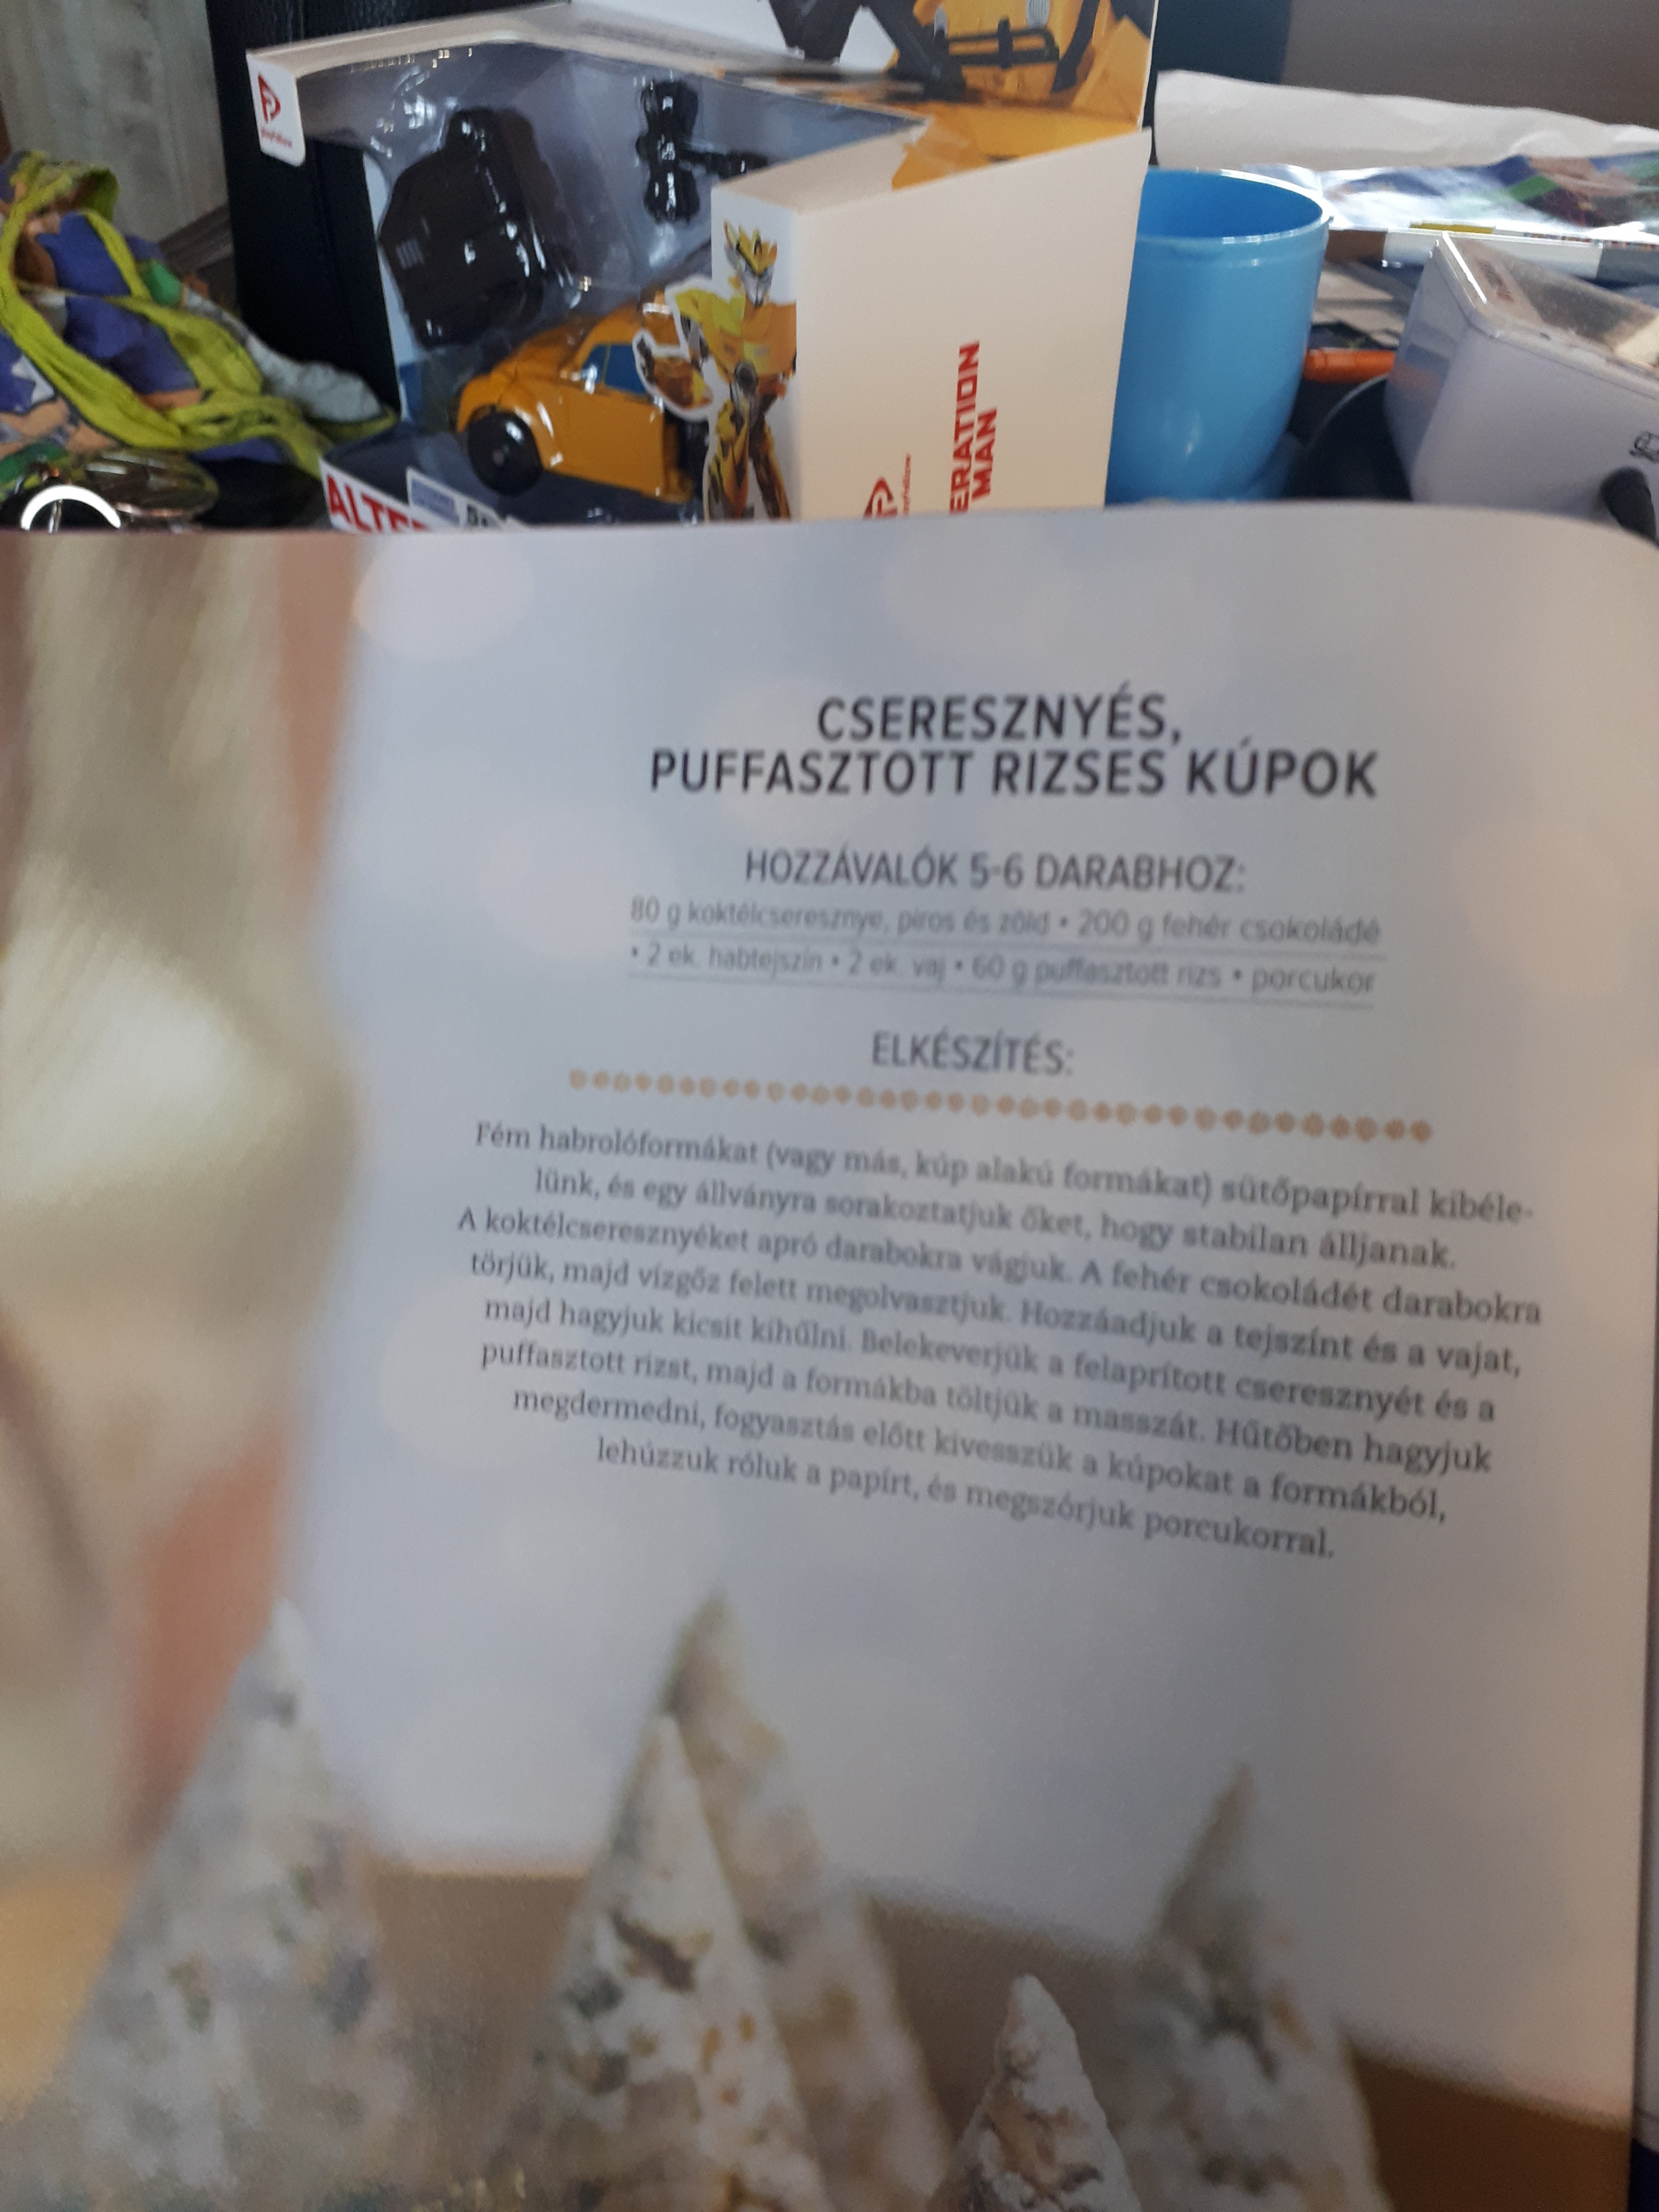 ERATION
MAN
ALTE
CSERESZNYÉS,
PUFFASZTOTT RIZSES KÚPOK
HOZZÁVALÓK 5-6 DARABHOZ:
80 g koktélcseresznye, piros és zöld • 200 g fehér csokoládé
• 2 ek. habtejszín • 2 ek. vaj • 60 g puffasztott rizs • porcukor
ELKÉSZÍTÉS:
Fém habrolóformákat (vagy más, kúp alakú formákat) sütőpapírral kibéle-
lünk, és egy állványra sorakoztatjuk őket, hogy stabilan álljanak.
A koktélcseresznyéket apró darabokra vágjuk. A fehér csokoládét darabokra
törjük, majd vízgőz felett megolvasztjuk. Hozzáadjuk a tejszínt és a vajat,
majd hagyjuk kicsit kihűlni. Belekeverjük a felaprított cseresznyét és a
puffasztott rizst, majd a formákba töltjük a masszát. Hűtőben hagyjuk
megdermedni, fogyasztás előtt kivesszük a kúpokat a formákból,
lehúzzuk róluk a papírt, és megszórjuk porcukorral.